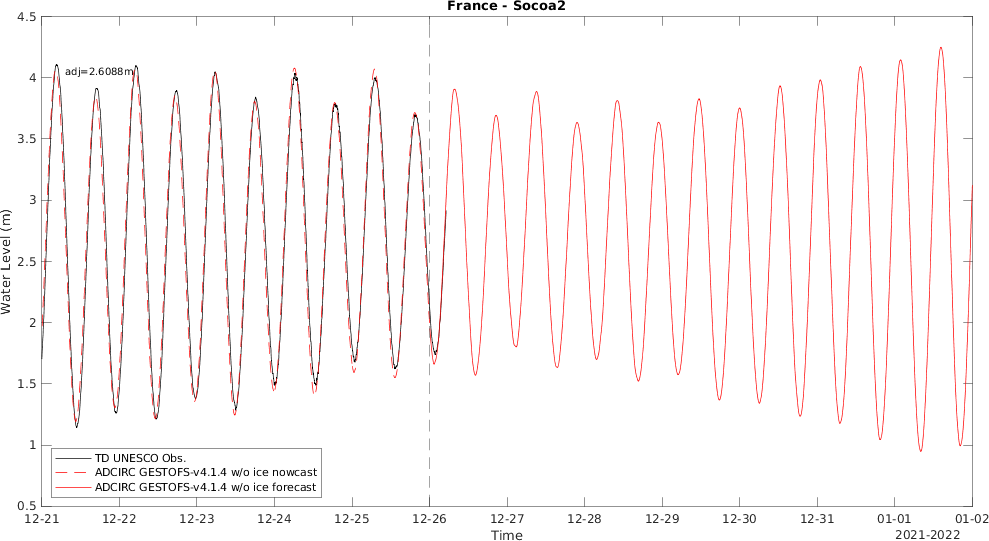 France - Socoa2
adj=2.6088m
Water Level (m)
4.5
4
3.5
3
2.5
2
1.5
1
0.5
TD UNESCO Obs.
ADCIRC GESTOFS-v4.1.4 w/o ice nowcast
ADCIRC GESTOFS-v4.1.4 w/o ice forecast
12-21 12-22 12-23 12-24 12-25 12-26 12-27 12-28 12-29 12-30 12-31 01-01 01-02
Time
2021-2022